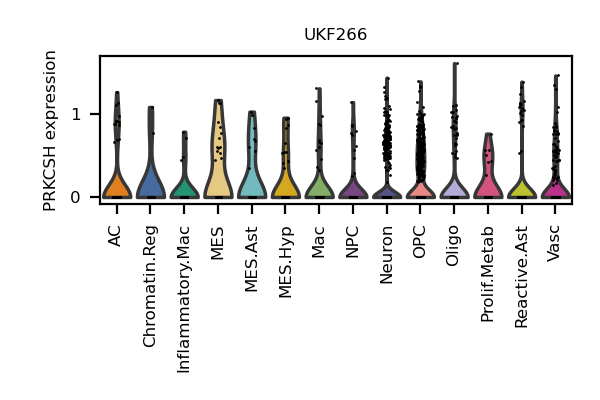 UKF266
PRKCSH expression
1
0
AC
Chromatin.Reg
Inflammatory.Mac
MES
MES.Ast
MES.Hyp
Mac
NPC
Neuron
OPC
Oligo
Prolif.Metab
Reactive.Ast
Vasc